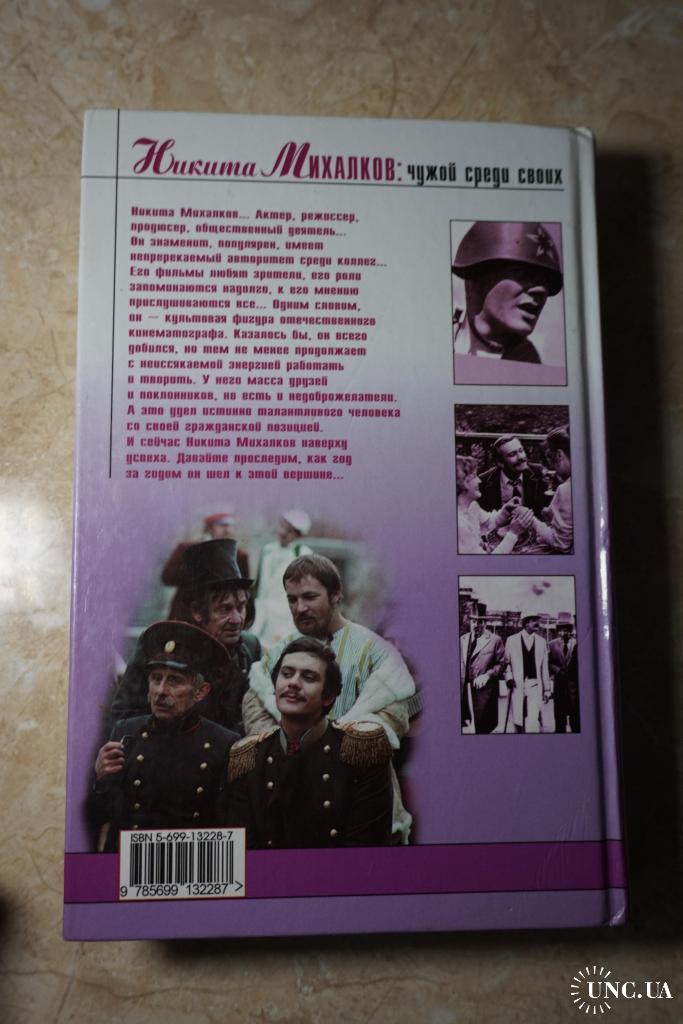 Никита Михалков: чужой среди своих
Никита Михалков... Актер, режиссер,
продюсер, общественный деятель...
Он знаменит, популярен, имеет
непререкаемый авторитет среди коллег...
Его фильмы любят зрители, его роли
запоминаются надолго, к его мнению
прислушиваются все... Одним словом,
он — культовая фигура отечественного
кинематографа. Казалось бы, он всего
добился, но тем не менее продолжает
с неиссякаемой энергией работать
и творить. У него масса друзей
и поклонников, но есть и недоброжелатели.
А это удел истинно талантливого человека
со своей гражданской позицией.
И сейчас Никита Михалков наверху
успеха. Давайте проследим, как год
за годом он шел к этой вершине...
ISBN 5-699-13228-7
9 785699 132287 >
UNC.UA